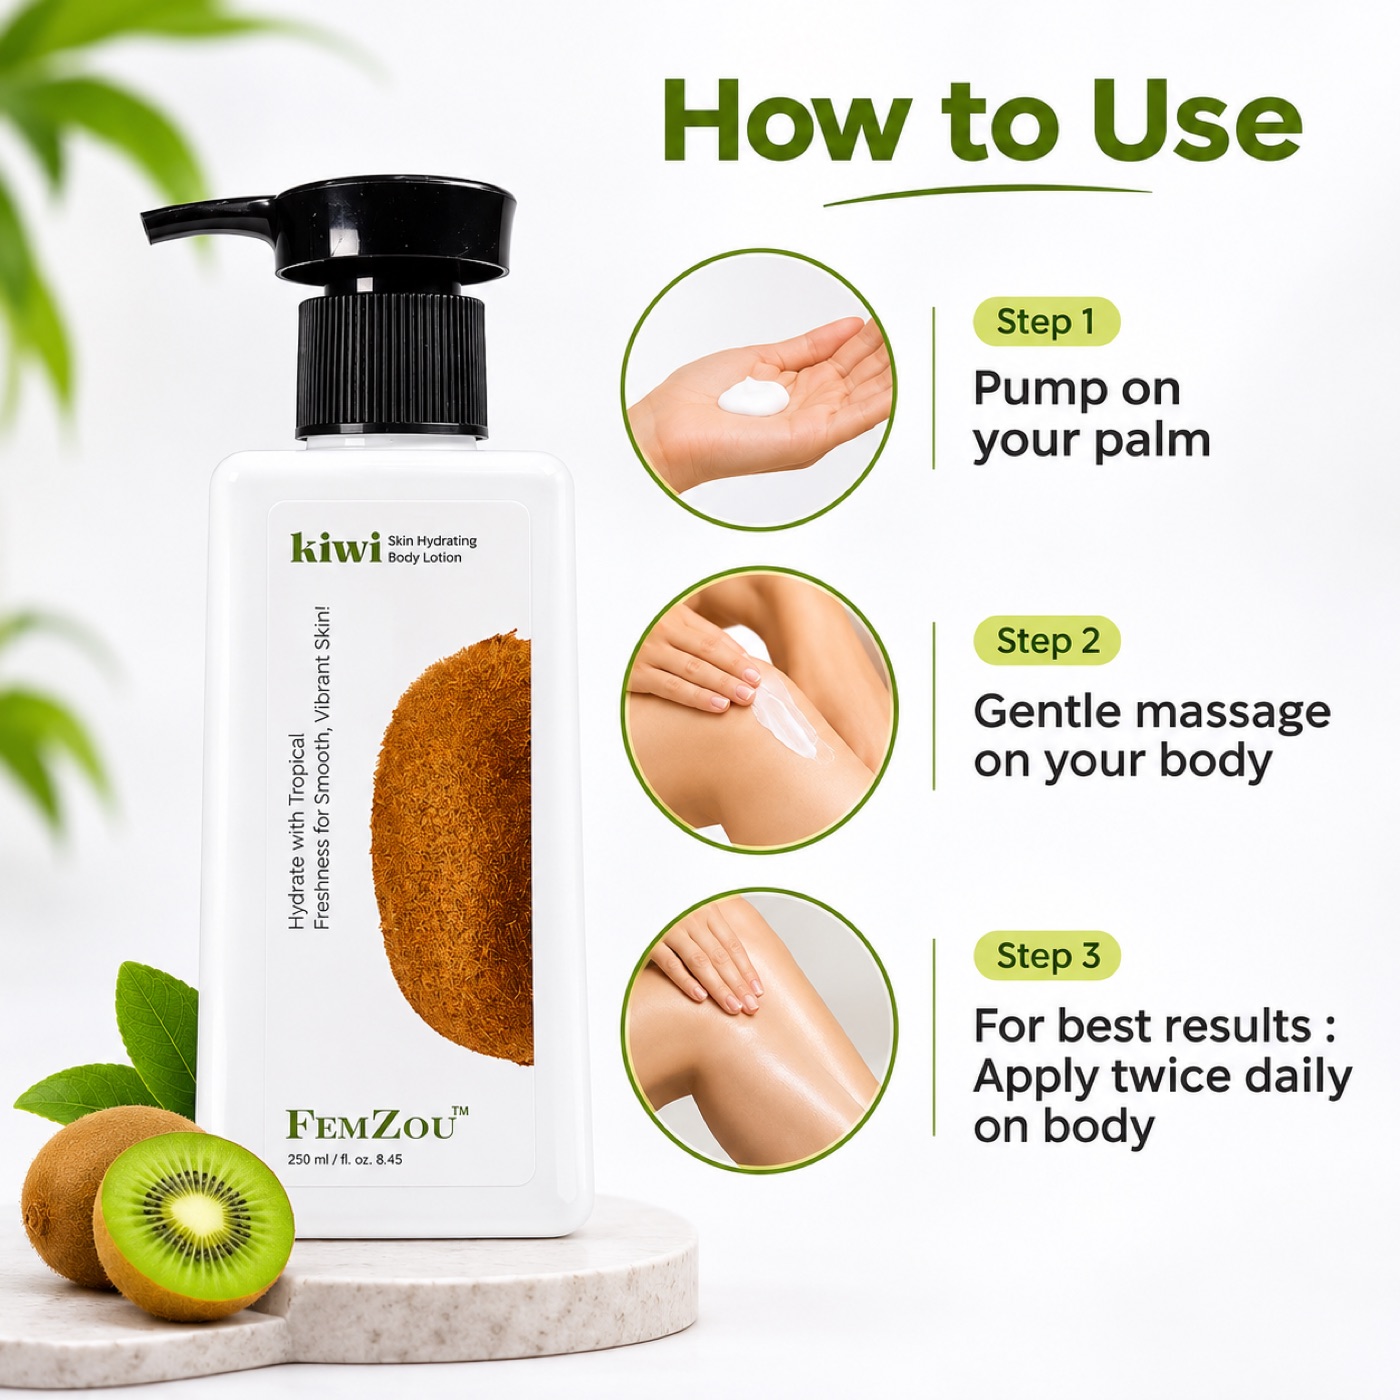 How to Use
kiwi Skin Hydrating
Body Lotion
Hydrate with Tropical
Freshness for Smooth, Vibrant Skin!
FEMZOU™
250 ml / fl. oz. 8.45
Step 1
Pump on
your palm
Step 2
Gentle massage
on your body
Step 3
For best results :
Apply twice daily
on body